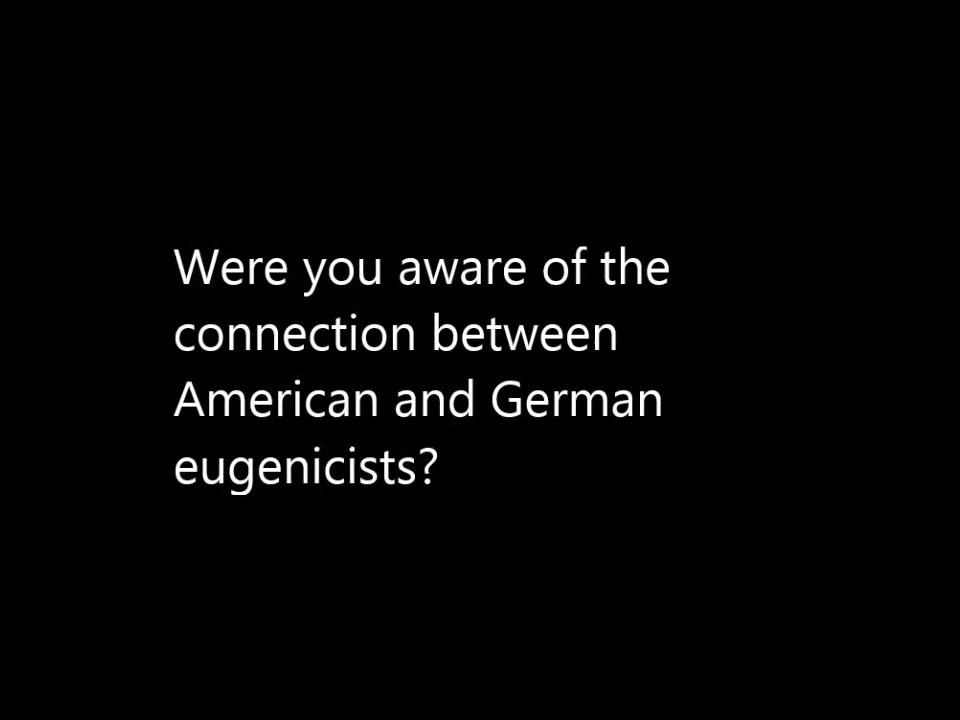 Were you aware of the
connection between
American and German
eugenicists?